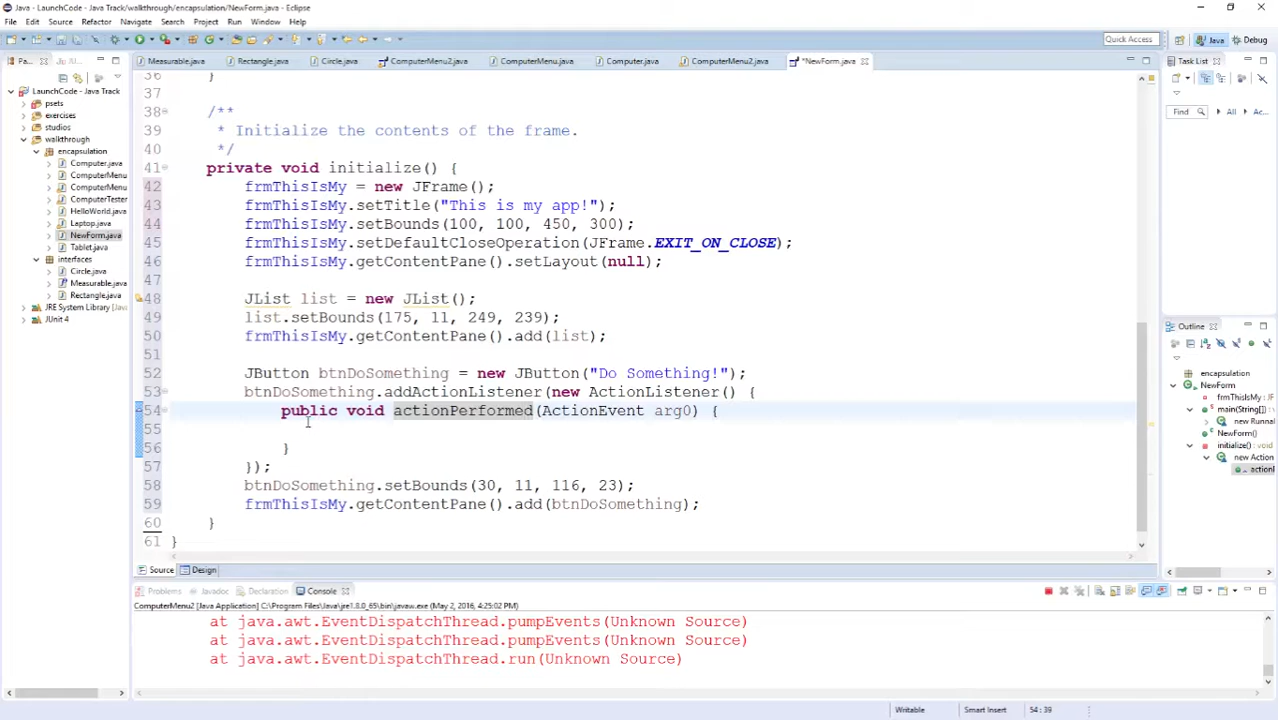 Java - LaunchCode - Java Track/walkthrough/encapsulation/NewForm.java - Eclipse
File Edit Source Refactor Navigate Search Project Run Window Help
Quick Access Java Debug
Measurable.java Rectangle.java Circle.java *ComputerMenu2.java ComputerMenu.java Computer.java ComputerMenu2.java *NewForm.java
Pa... 
LaunchCode - Java Track
psets
exercises
studios
walkthrough
encapsulation
Computer.java
ComputerMenu
ComputerMenu
ComputerTester
HelloWorld.java
Laptop.java
NewForm.java
Tablet.java
interfaces
Circle.java
Measurable.java
Rectangle.java
JRE System Library [Ja
JUnit 4
36 }
37
38 /**
39 * Initialize the contents of the frame.
40 */
41 private void initialize() {
42 frmThisIsMy = new JFrame();
43 frmThisIsMy.setTitle("This is my app!");
44 frmThisIsMy.setBounds(100, 100, 450, 300);
45 frmThisIsMy.setDefaultCloseOperation(JFrame.EXIT_ON_CLOSE);
46 frmThisIsMy.getContentPane().setLayout(null);
47
48 JList list = new JList();
49 list.setBounds(175, 11, 249, 239);
50 frmThisIsMy.getContentPane().add(list);
51
52 JButton btnDoSomething = new JButton("Do Something!");
53 btnDoSomething.addActionListener(new ActionListener() {
54 public void actionPerformed(ActionEvent arg0) {
55
56 }
57 });
58 btnDoSomething.setBounds(30, 11, 116, 23);
59 frmThisIsMy.getContentPane().add(btnDoSomething);
60 }
61 }
Source Design
Problems Javadoc Declaration Console
ComputerMenu2 [Java Application] C:\Program Files\Java\jre1.8.0_65\bin\javaw.exe (May 2, 2016, 4:25:02 PM)
at java.awt.EventDispatchThread.pumpEvents(Unknown Source)
at java.awt.EventDispatchThread.pumpEvents(Unknown Source)
at java.awt.EventDispatchThread.run(Unknown Source)
Task List
Find All Ac...
Outline
encapsulation
NewForm
frmThisIsMy : JF
main(String[]) :
new Runnal
NewForm()
initialize() : void
new Action
actionI
Writable Smart Insert 54 : 39